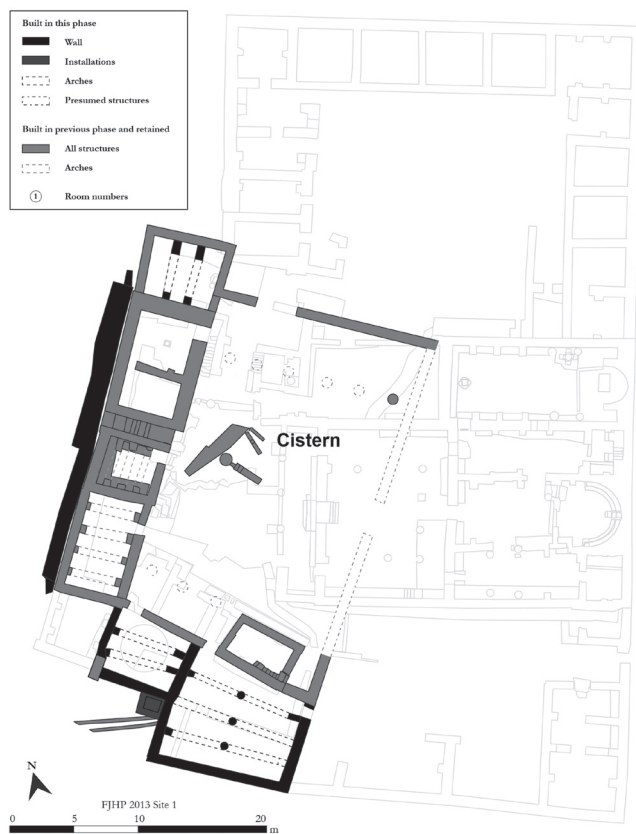 Built in this phase
Wall
Installations
Arches
Presumed structures
Built in previous phase and retained
All structures
Arches
1 Room numbers
Cistern
N
FJHP 2013 Site 1
0 5 10 20
m